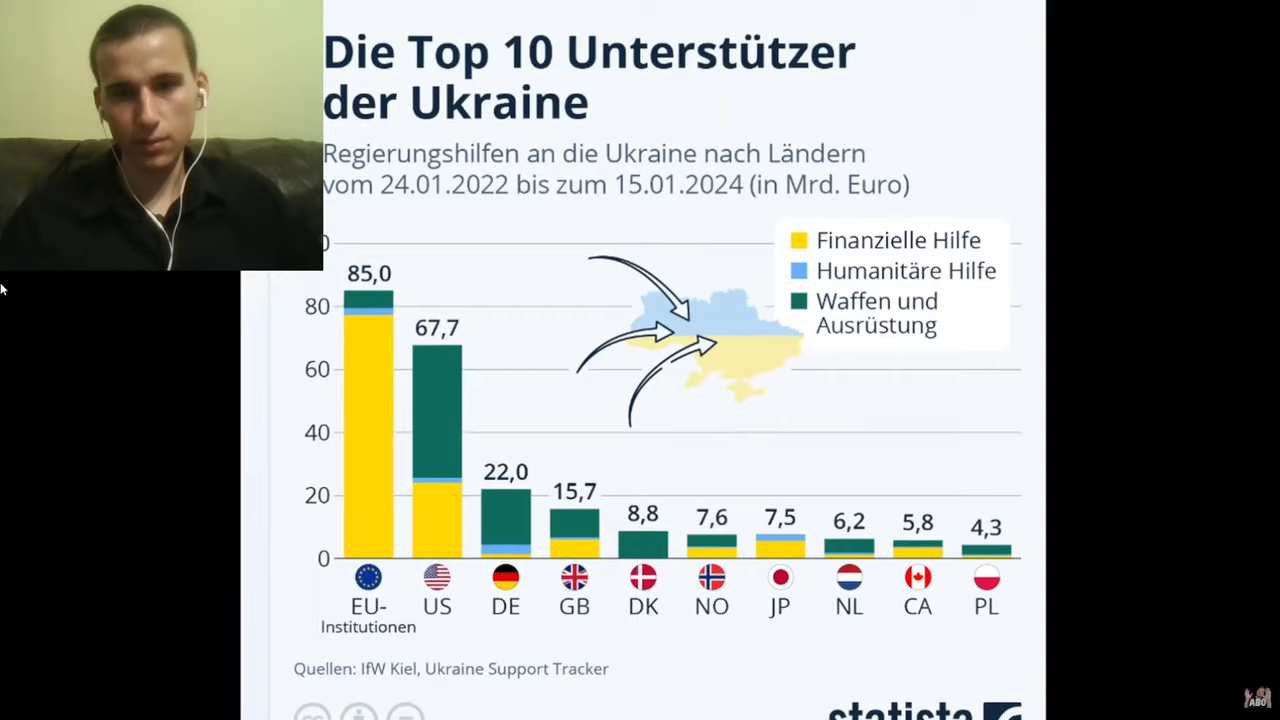 Die Top 10 Unterstützer
der Ukraine
Regierungshilfen an die Ukraine nach Ländern
vom 24.01.2022 bis zum 15.01.2024 (in Mrd. Euro)
Finanzielle Hilfe
Humanitäre Hilfe
Waffen und
Ausrüstung
0
85,0
80
67,7
60
40
22,0
20
15,7
8,8
7,6
7,5
6,2
5,8
4,3
0
EU-
Institutionen
US
DE
GB
DK
NO
JP
NL
CA
PL
Quellen: IfW Kiel, Ukraine Support Tracker
cc
statista
ABO